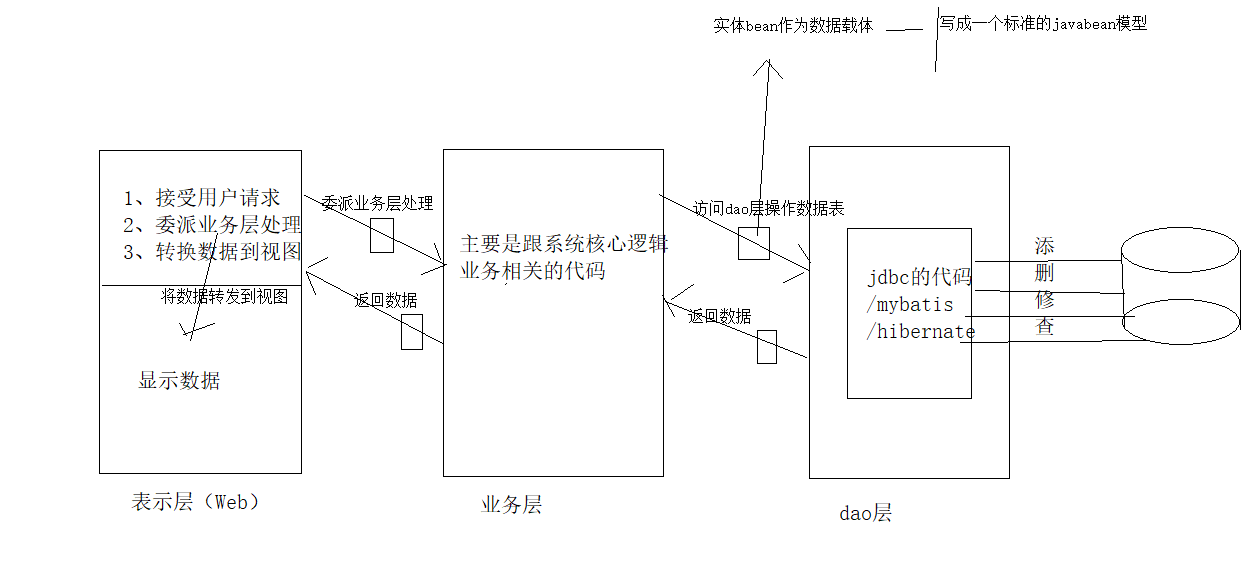 实体bean作为数据载体
写成一个标准的javabean模型
1、接受用户请求
2、委派业务层处理
3、转换数据到视图
将数据转发到视图
显示数据
表示层（Web）
委派业务层处理
返回数据
主要是跟系统核心逻辑
业务相关的代码
业务层
访问dao层操作数据表
返回数据
jdbc的代码
/mybatis
/hibernate
dao层
添
删
修
查